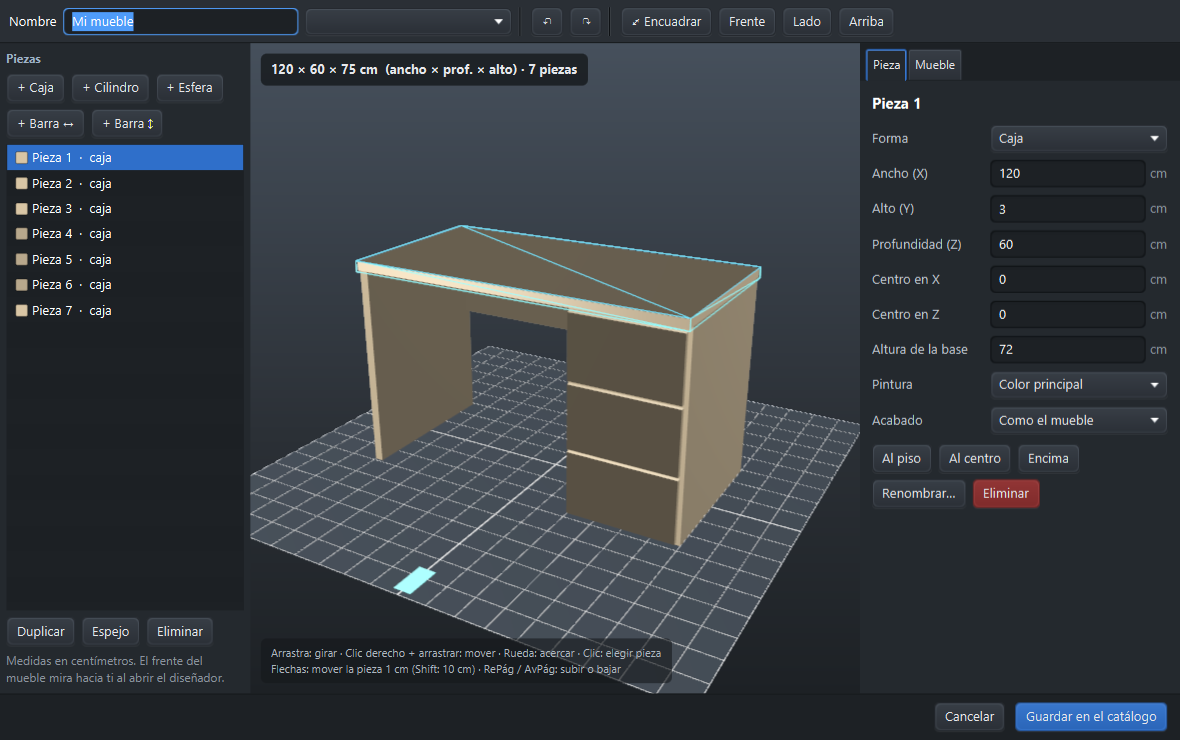 Nombre Mi mueble Encuadrar Frente Lado Arriba
Piezas
+ Caja + Cilindro + Esfera
+ Barra ↔ + Barra ↕
Pieza 1 · caja
Pieza 2 · caja
Pieza 3 · caja
Pieza 4 · caja
Pieza 5 · caja
Pieza 6 · caja
Pieza 7 · caja
Duplicar Espejo Eliminar
Medidas en centímetros. El frente del
mueble mira hacia ti al abrir el diseñador.
120 × 60 × 75 cm (ancho × prof. × alto) · 7 piezas
Arrastra: girar · Clic derecho + arrastrar: mover · Rueda: acercar · Clic: elegir pieza
Flechas: mover la pieza 1 cm (Shift: 10 cm) · RePág / AvPág: subir o bajar
Pieza Mueble
Pieza 1
Forma Caja
Ancho (X) 120 cm
Alto (Y) 3 cm
Profundidad (Z) 60 cm
Centro en X 0 cm
Centro en Z 0 cm
Altura de la base 72 cm
Pintura Color principal
Acabado Como el mueble
Al piso Al centro Encima
Renombrar... Eliminar
Cancelar Guardar en el catálogo